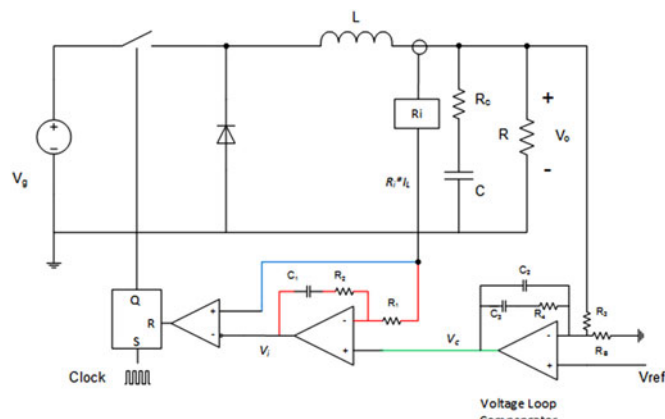 L
+
-
Vg
Ri
Rc
C
R
+
Vo
-
Ri*IL
Q
R
S
Clock
+
-
Vi
C1
R2
R1
-
+
Vc
C2
C3
R4
R3
R8
-
+
Vref
Voltage Loop